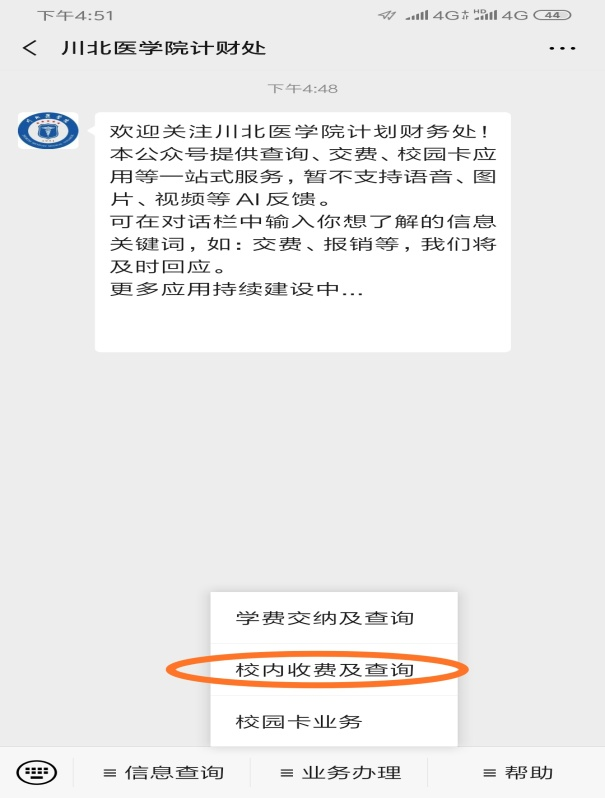 下午4:51 4G HD 4G 44
川北医学院计财处
下午4:48
欢迎关注川北医学院计划财务处！
本公众号提供查询、交费、校园卡应
用等一站式服务，暂不支持语音、图
片、视频等 AI 反馈。
可在对话栏中输入你想了解的信息
关键词，如：交费、报销等，我们将
及时回应。
更多应用持续建设中...
学费交纳及查询
校内收费及查询
校园卡业务
信息查询 业务办理 帮助